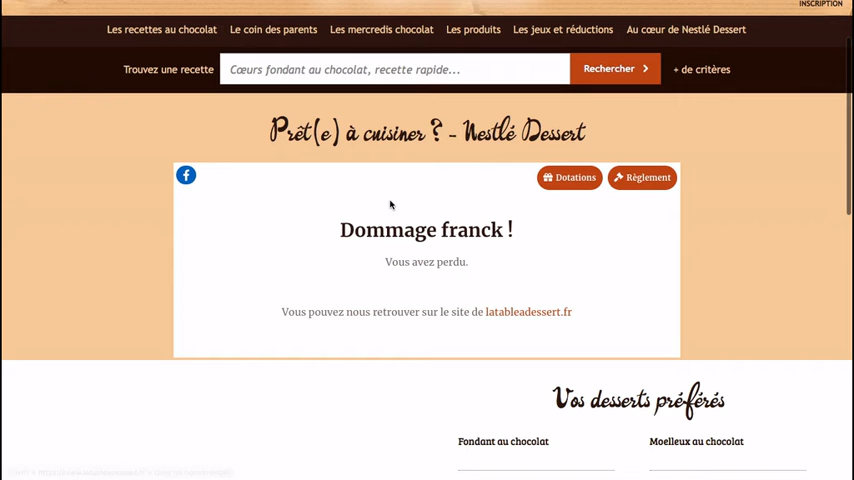 INSCRIPTION
Les recettes au chocolat Le coin des parents Les mercredis chocolat Les produits Les jeux et réductions Au cœur de Nestlé Dessert
Trouvez une recette Cœurs fondant au chocolat, recette rapide... Rechercher + de critères
Prêt(e) à cuisiner ? - Nestlé Dessert
Dotations Règlement
Dommage franck !
Vous avez perdu.
Vous pouvez nous retrouver sur le site de latableadessert.fr
Vos desserts préférés
Fondant au chocolat Moelleux au chocolat